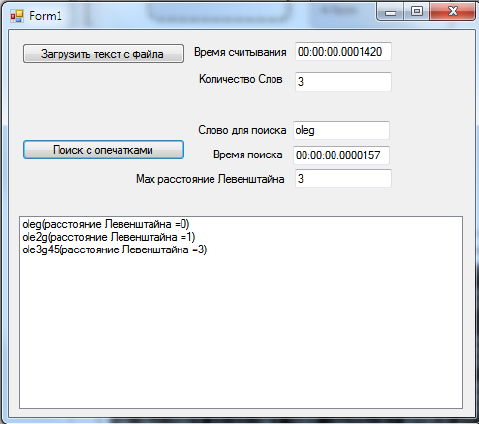 Form1
Загрузить текст с файла Время считывания 00:00:00.0001420
Количество Слов 3
Слово для поиска oleg
Поиск с опечатками Время поиска 00:00:00.0000157
Мах расстояние Левенштайна 3
oleg(расстояние Левенштайна =0)
ole2g(расстояние Левенштайна =1)
ole3g45(расстояние Левенштайна =3)